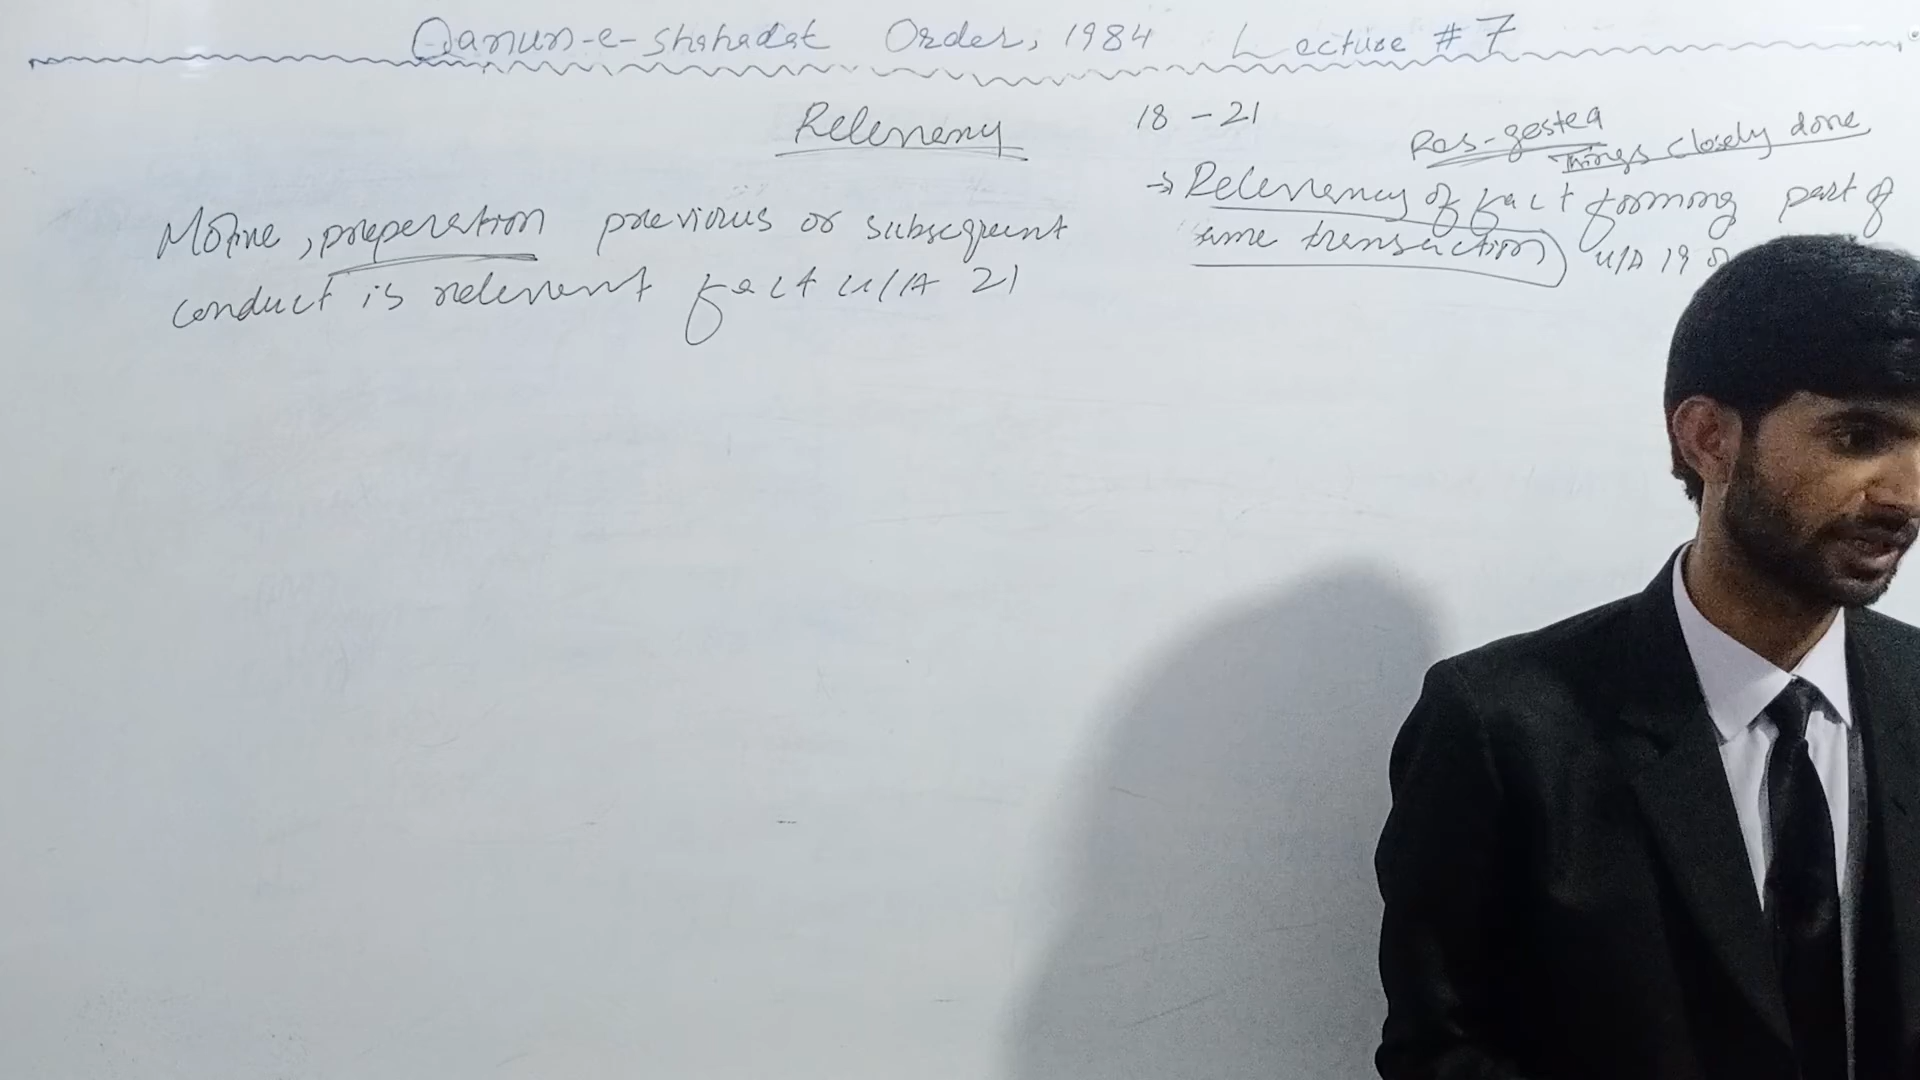 Qanun-e-Shahadat Order, 1984 Lecture # 7
Relevancy
18 - 21
Motive, preperation previous or subsequent
conduct is relevent fact u/A 21
Res-gestea
Things closely done
→ Relevency of fact forming part of
same transaction u/A 19